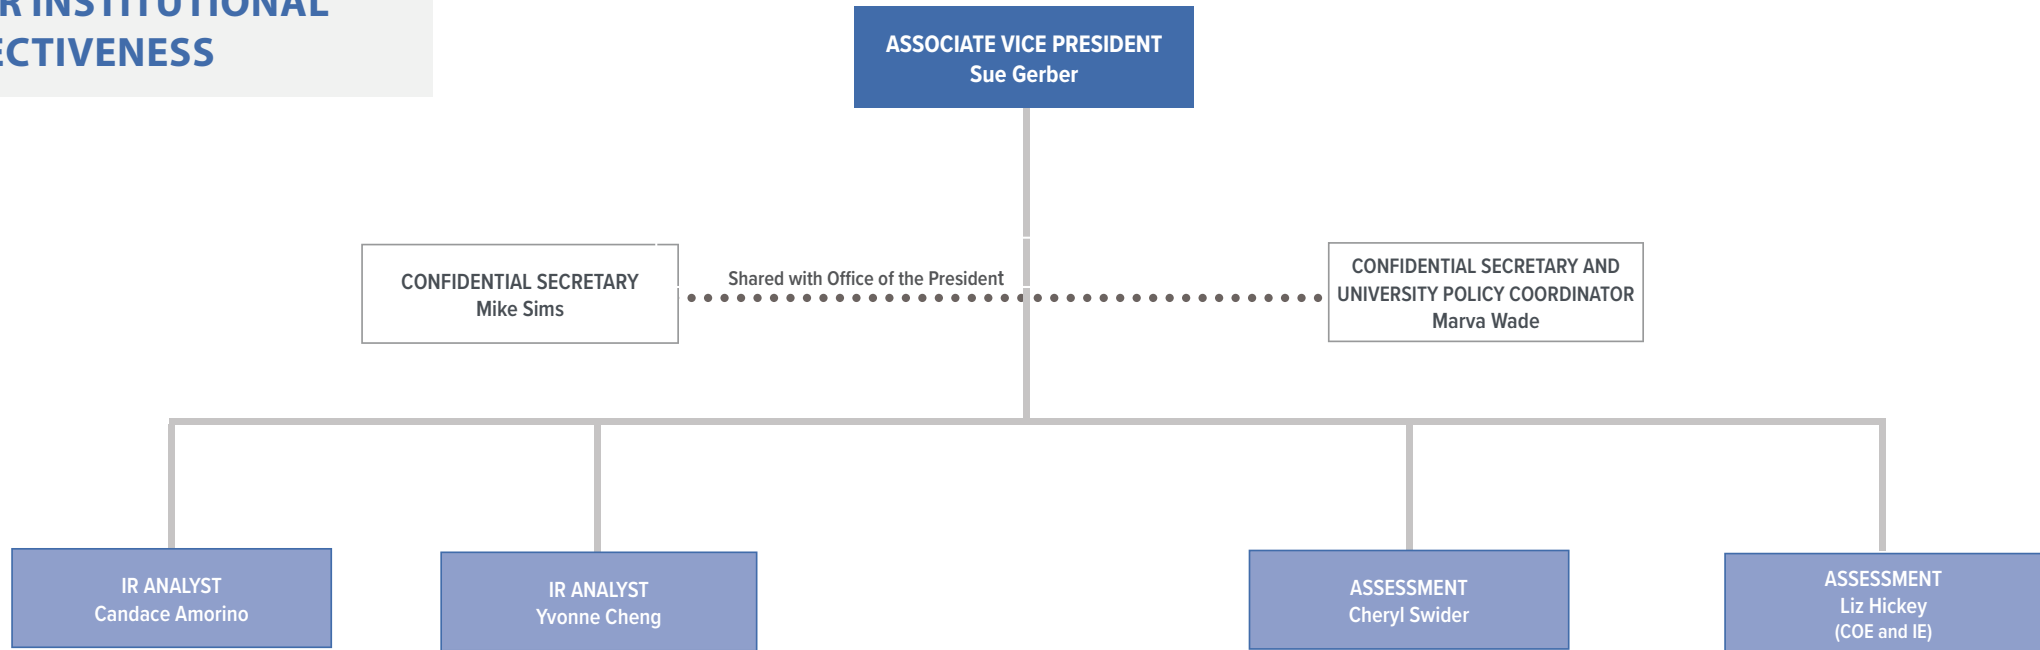 R INSTITUTIONAL
ECTIVENESS
ASSOCIATE VICE PRESIDENT
Sue Gerber
CONFIDENTIAL SECRETARY
Mike Sims
Shared with Office of the President
CONFIDENTIAL SECRETARY AND
UNIVERSITY POLICY COORDINATOR
Marva Wade
IR ANALYST
Candace Amorino
IR ANALYST
Yvonne Cheng
ASSESSMENT
Cheryl Swider
ASSESSMENT
Liz Hickey
(COE and IE)